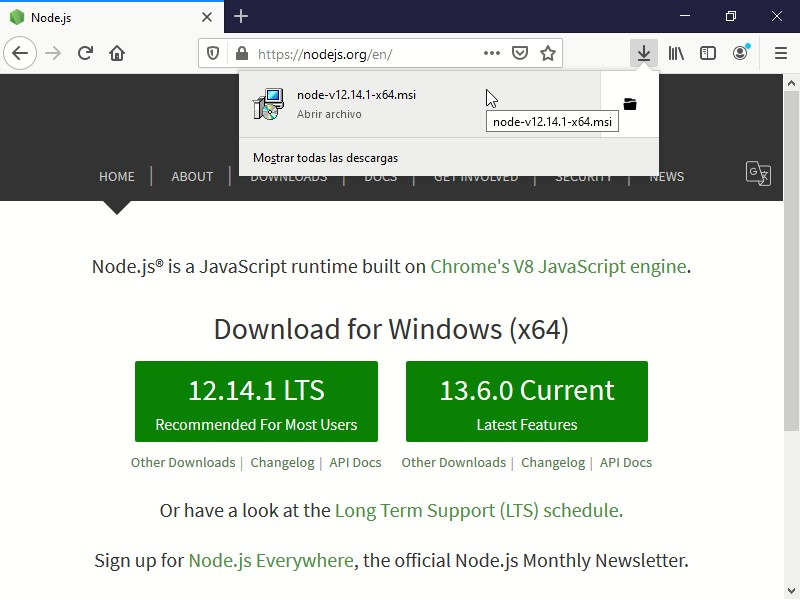 Node.js
https://nodejs.org/en/
node-v12.14.1-x64.msi
Abrir archivo
node-v12.14.1-x64.msi
Mostrar todas las descargas
HOME | ABOUT | DOWNLOADS | DOCS | GET INVOLVED | SECURITY | NEWS
Node.js® is a JavaScript runtime built on Chrome's V8 JavaScript engine.
Download for Windows (x64)
12.14.1 LTS
Recommended For Most Users
13.6.0 Current
Latest Features
Other Downloads | Changelog | API Docs
Other Downloads | Changelog | API Docs
Or have a look at the Long Term Support (LTS) schedule.
Sign up for Node.js Everywhere, the official Node.js Monthly Newsletter.